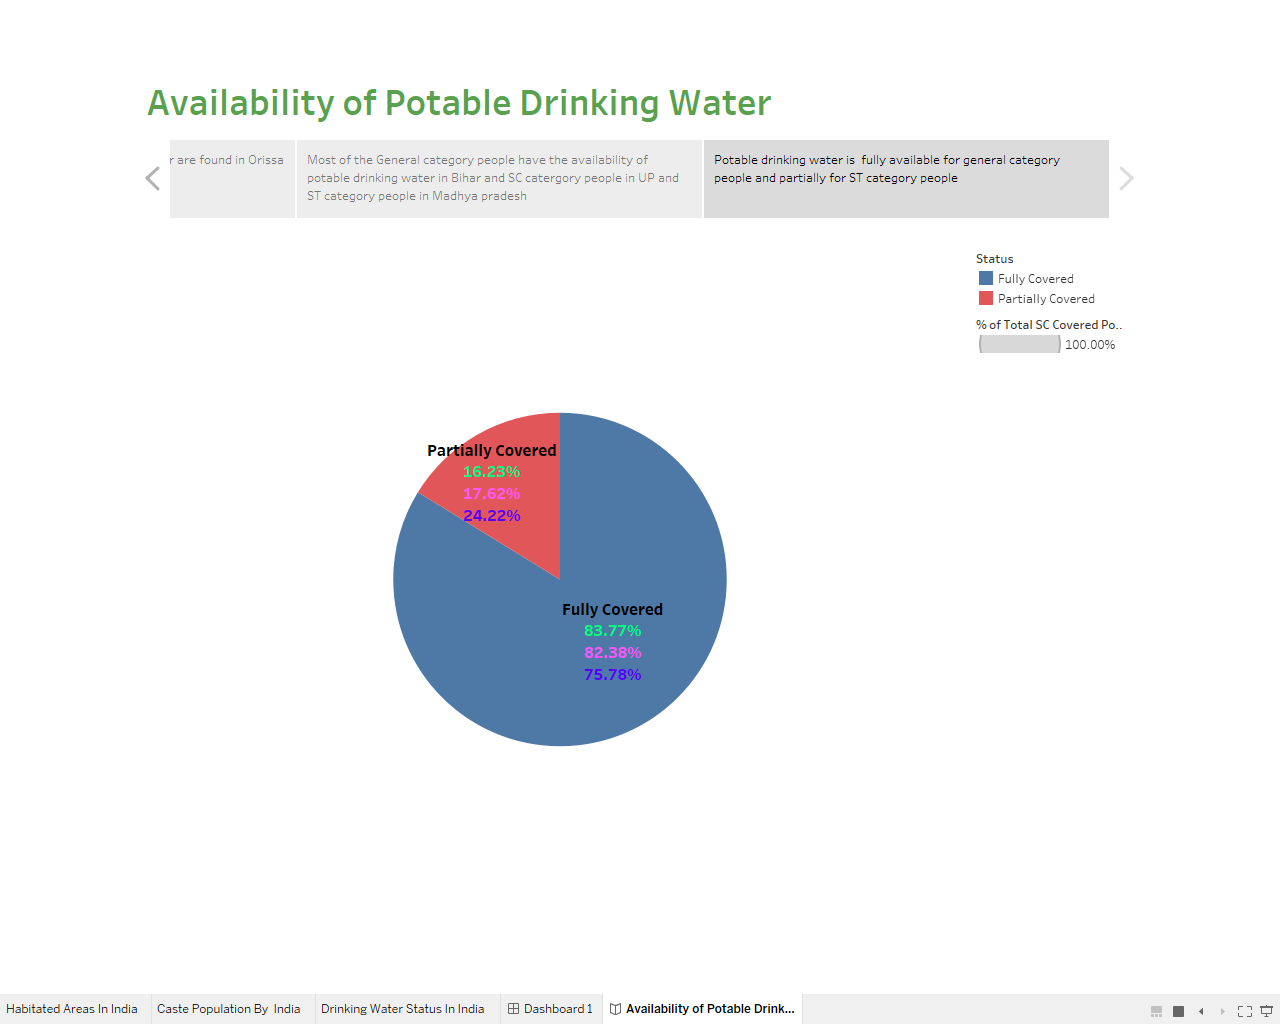 Availability of Potable Drinking Water
r are found in Orissa
Most of the General category people have the availability of
potable drinking water in Bihar and SC catergory people in UP and
ST category people in Madhya pradesh
Potable drinking water is  fully available for general category
people and partially for ST category people
Status
Fully Covered
Partially Covered
% of Total SC Covered Po..
100.00%
Partially Covered
16.23%
17.62%
24.22%
Fully Covered
83.77%
82.38%
75.78%
Habitated Areas In India
Caste Population By  India
Drinking Water Status In India
Dashboard 1
Availability of Potable Drink...